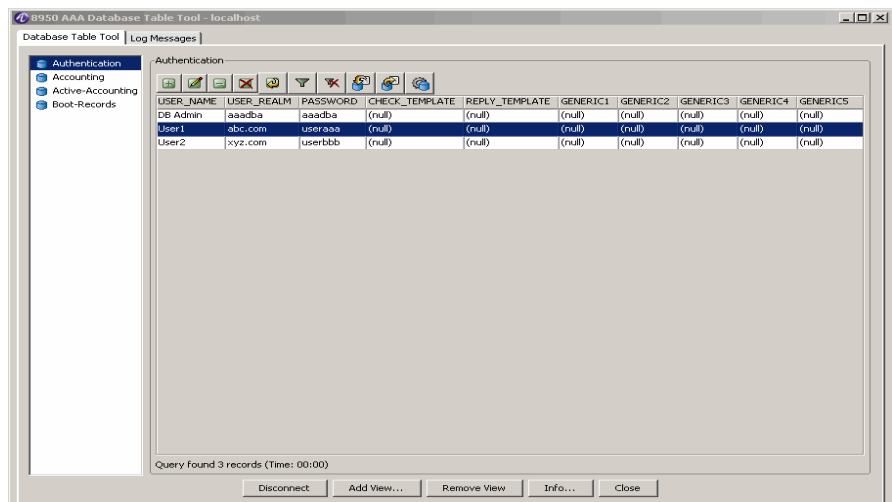 8950 AAA Database Table Tool - localhost
Database Table Tool Log Messages
Authentication
Accounting
Active-Accounting
Boot-Records
Authentication
USER_NAME USER_REALM PASSWORD CHECK_TEMPLATE REPLY_TEMPLATE GENERIC1 GENERIC2 GENERIC3 GENERIC4 GENERIC5
DB Admin aaadba aaadba (null) (null) (null) (null) (null) (null) (null)
User1 abc.com useraaa (null) (null) (null) (null) (null) (null) (null)
User2 xyz.com userbbb (null) (null) (null) (null) (null) (null) (null)
Query found 3 records (Time: 00:00)
Disconnect Add View... Remove View Info... Close